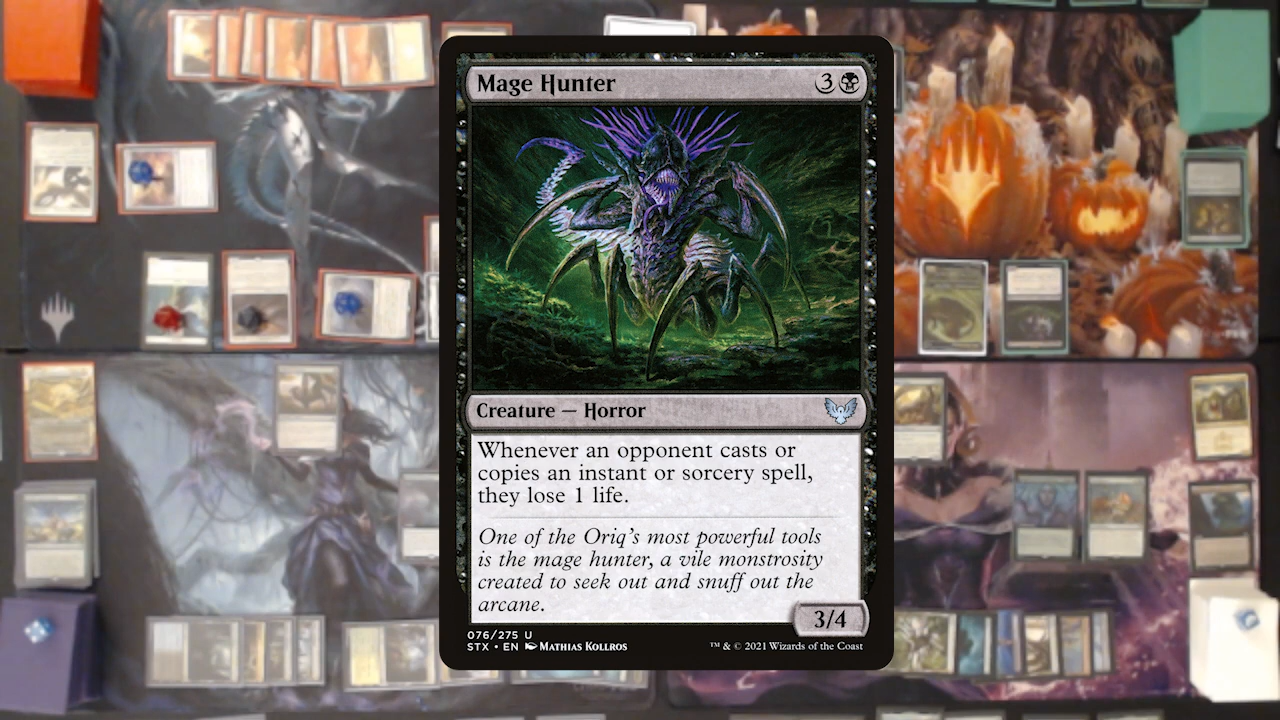 Mage Hunter 3
Creature — Horror
Whenever an opponent casts or
copies an instant or sorcery spell,
they lose 1 life.
One of the Oriq's most powerful tools
is the mage hunter, a vile monstrosity
created to seek out and snuff out the
arcane.
3/4
076/275 U
STX • EN MATHIAS KOLLROS ™ & © 2021 Wizards of the Coast